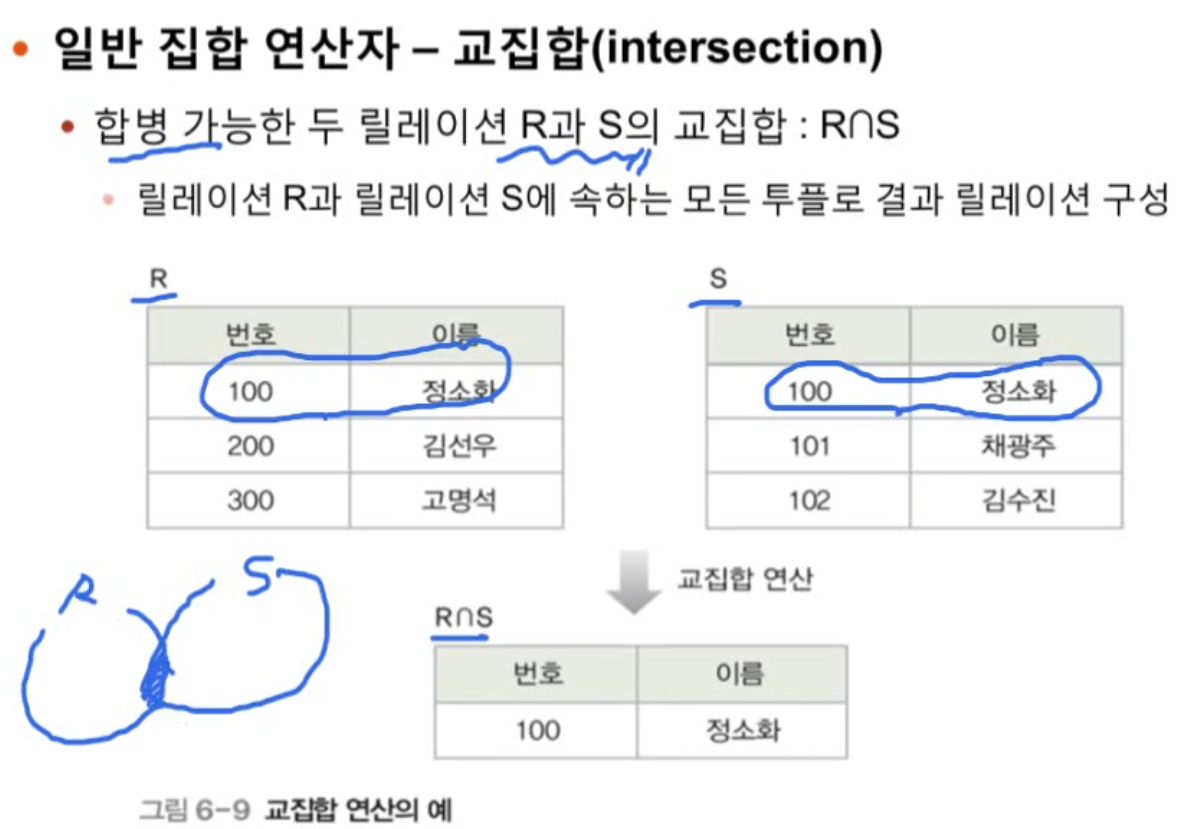 • 일반 집합 연산자 – 교집합(intersection)
• 합병 가능한 두 릴레이션 R과 S의 교집합 : R∩S
• 릴레이션 R과 릴레이션 S에 속하는 모든 투플로 결과 릴레이션 구성
R
번호 이름
100 정소화
200 김선우
300 고명석
S
번호 이름
100 정소화
101 채광주
102 김수진
R S
교집합 연산
R∩S
번호 이름
100 정소화
그림 6-9 교집합 연산의 예